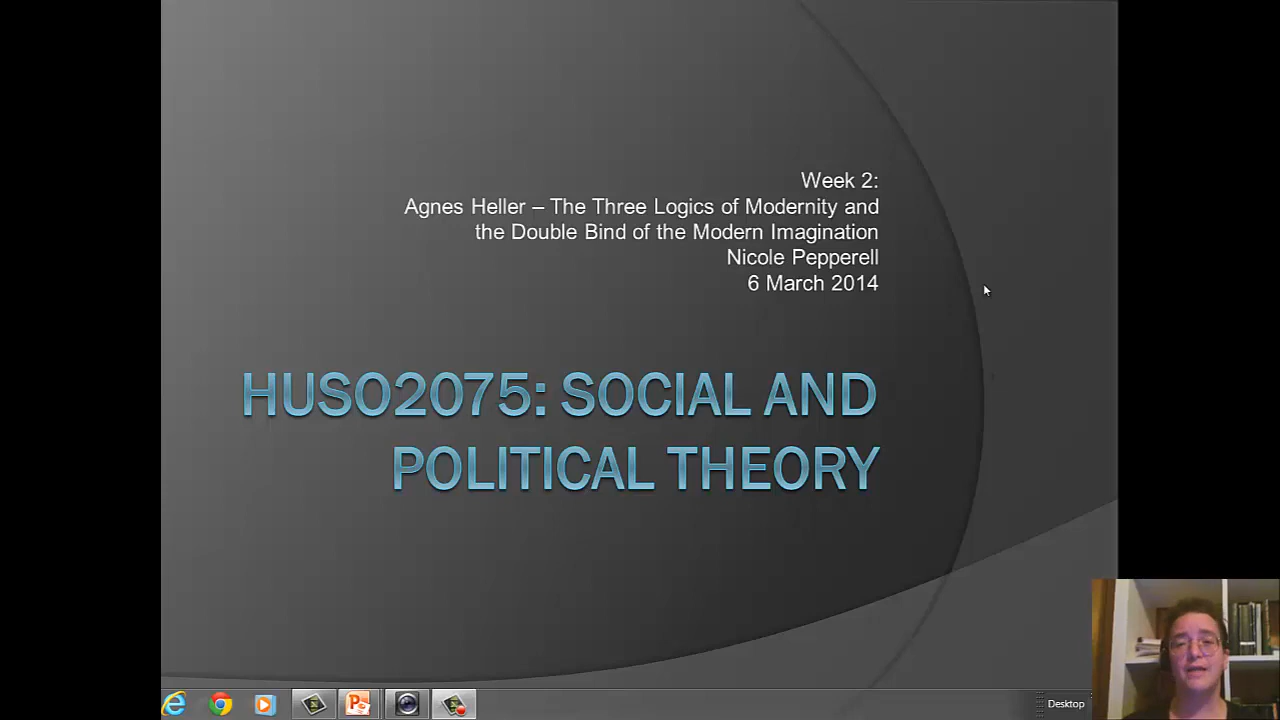 Week 2:
Agnes Heller – The Three Logics of Modernity and
the Double Bind of the Modern Imagination
Nicole Pepperell
6 March 2014
HUSO2075: SOCIAL AND
POLITICAL THEORY
Desktop